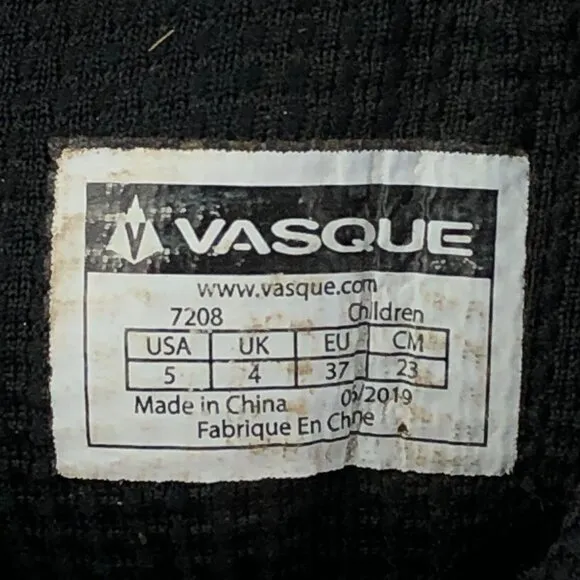 VASQUE
www.vasque.com
7208 Children
USA UK EU CM
5 4 37 23
Made in China /2019
Fabrique En Chine